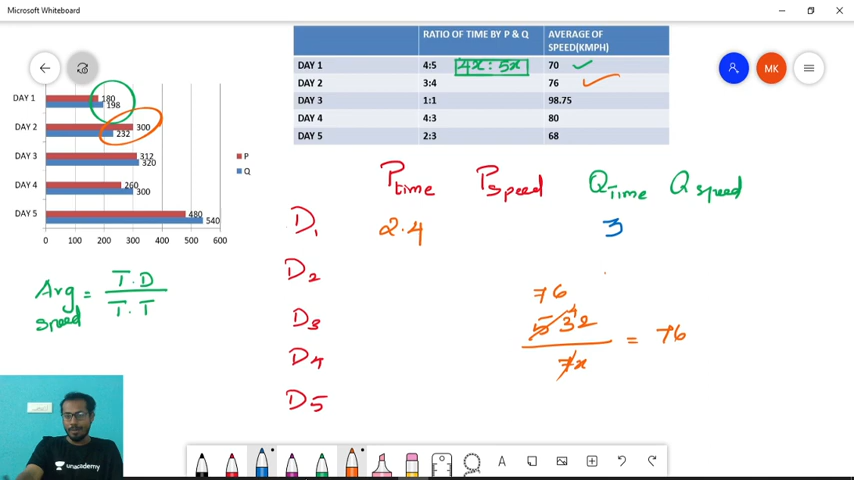 Microsoft Whiteboard
RATIO OF TIME BY P & Q
AVERAGE OF SPEED(KMPH)
DAY 1 4:5 4x : 5x 70
DAY 2 3:4 76
DAY 3 1:1 98.75
DAY 4 4:3 80
DAY 5 2:3 68
MK
DAY 1 180 198
DAY 2 300 232
DAY 3 312 320
DAY 4 260 300
DAY 5 480 540
0 100 200 300 400 500 600
P
Q
P Time P Speed Q Time Q Speed
D1 2.4 3
D2
D3
D4
D5
Avg speed = T.D / T.T
76
532 / 7x = 76
unacademy
A